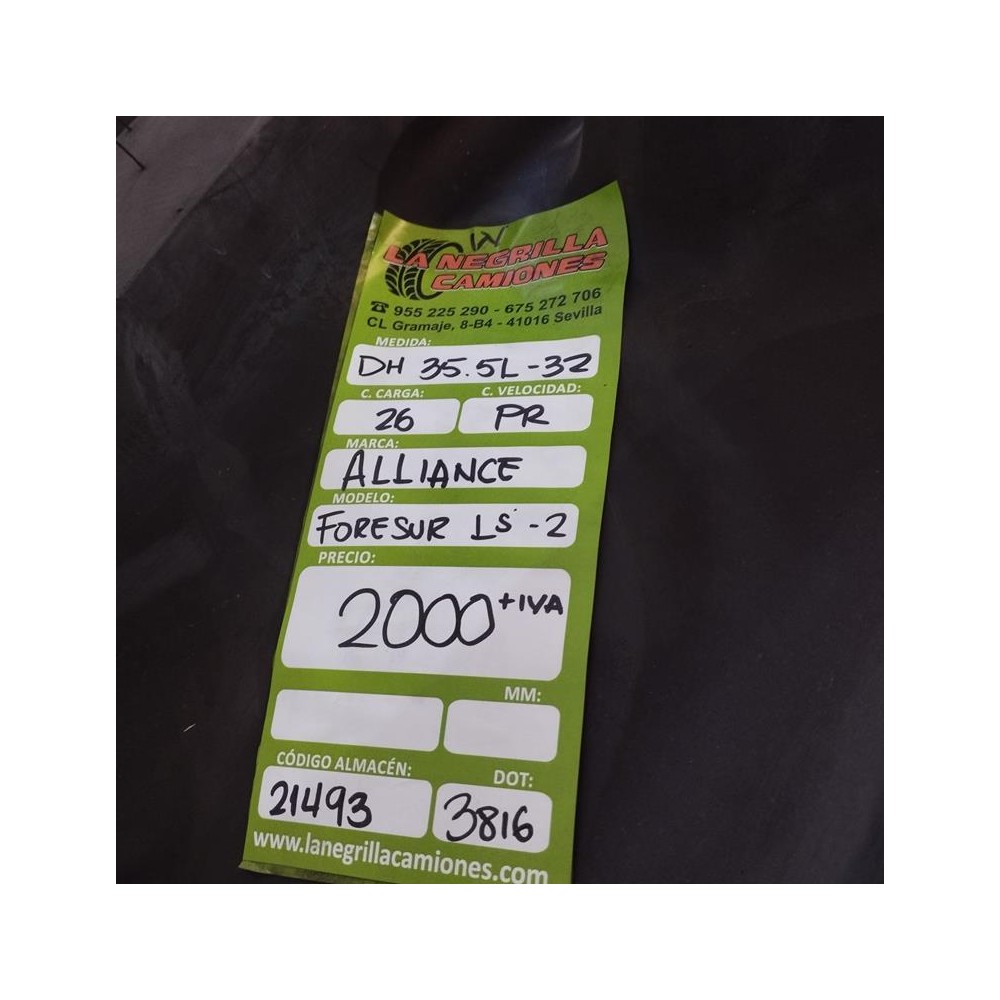 LA NEGRILLA
CAMIONES
955 225 290 - 675 272 706
CL Gramaje, 8-B4 - 41016 Sevilla
MEDIDA:
DH 35.5L-32
C. CARGA: C. VELOCIDAD:
26 PR
MARCA:
ALLIANCE
MODELO:
FORESUR LS-2
PRECIO:
2000 +IVA
MM:
CÓDIGO ALMACÉN: DOT:
21493 3816
www.lanegrillacamiones.com